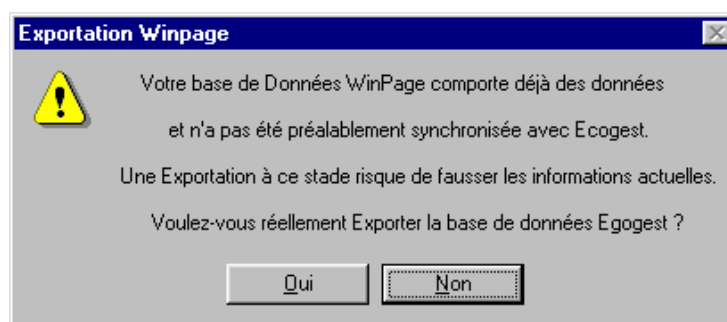 Exportation Winpage
Votre base de Données WinPage comporte déjà des données
et n'a pas été préalablement synchronisée avec Ecogest.
Une Exportation à ce stade risque de fausser les informations actuelles.
Voulez-vous réellement Exporter la base de données Egogest ?
Oui
Non